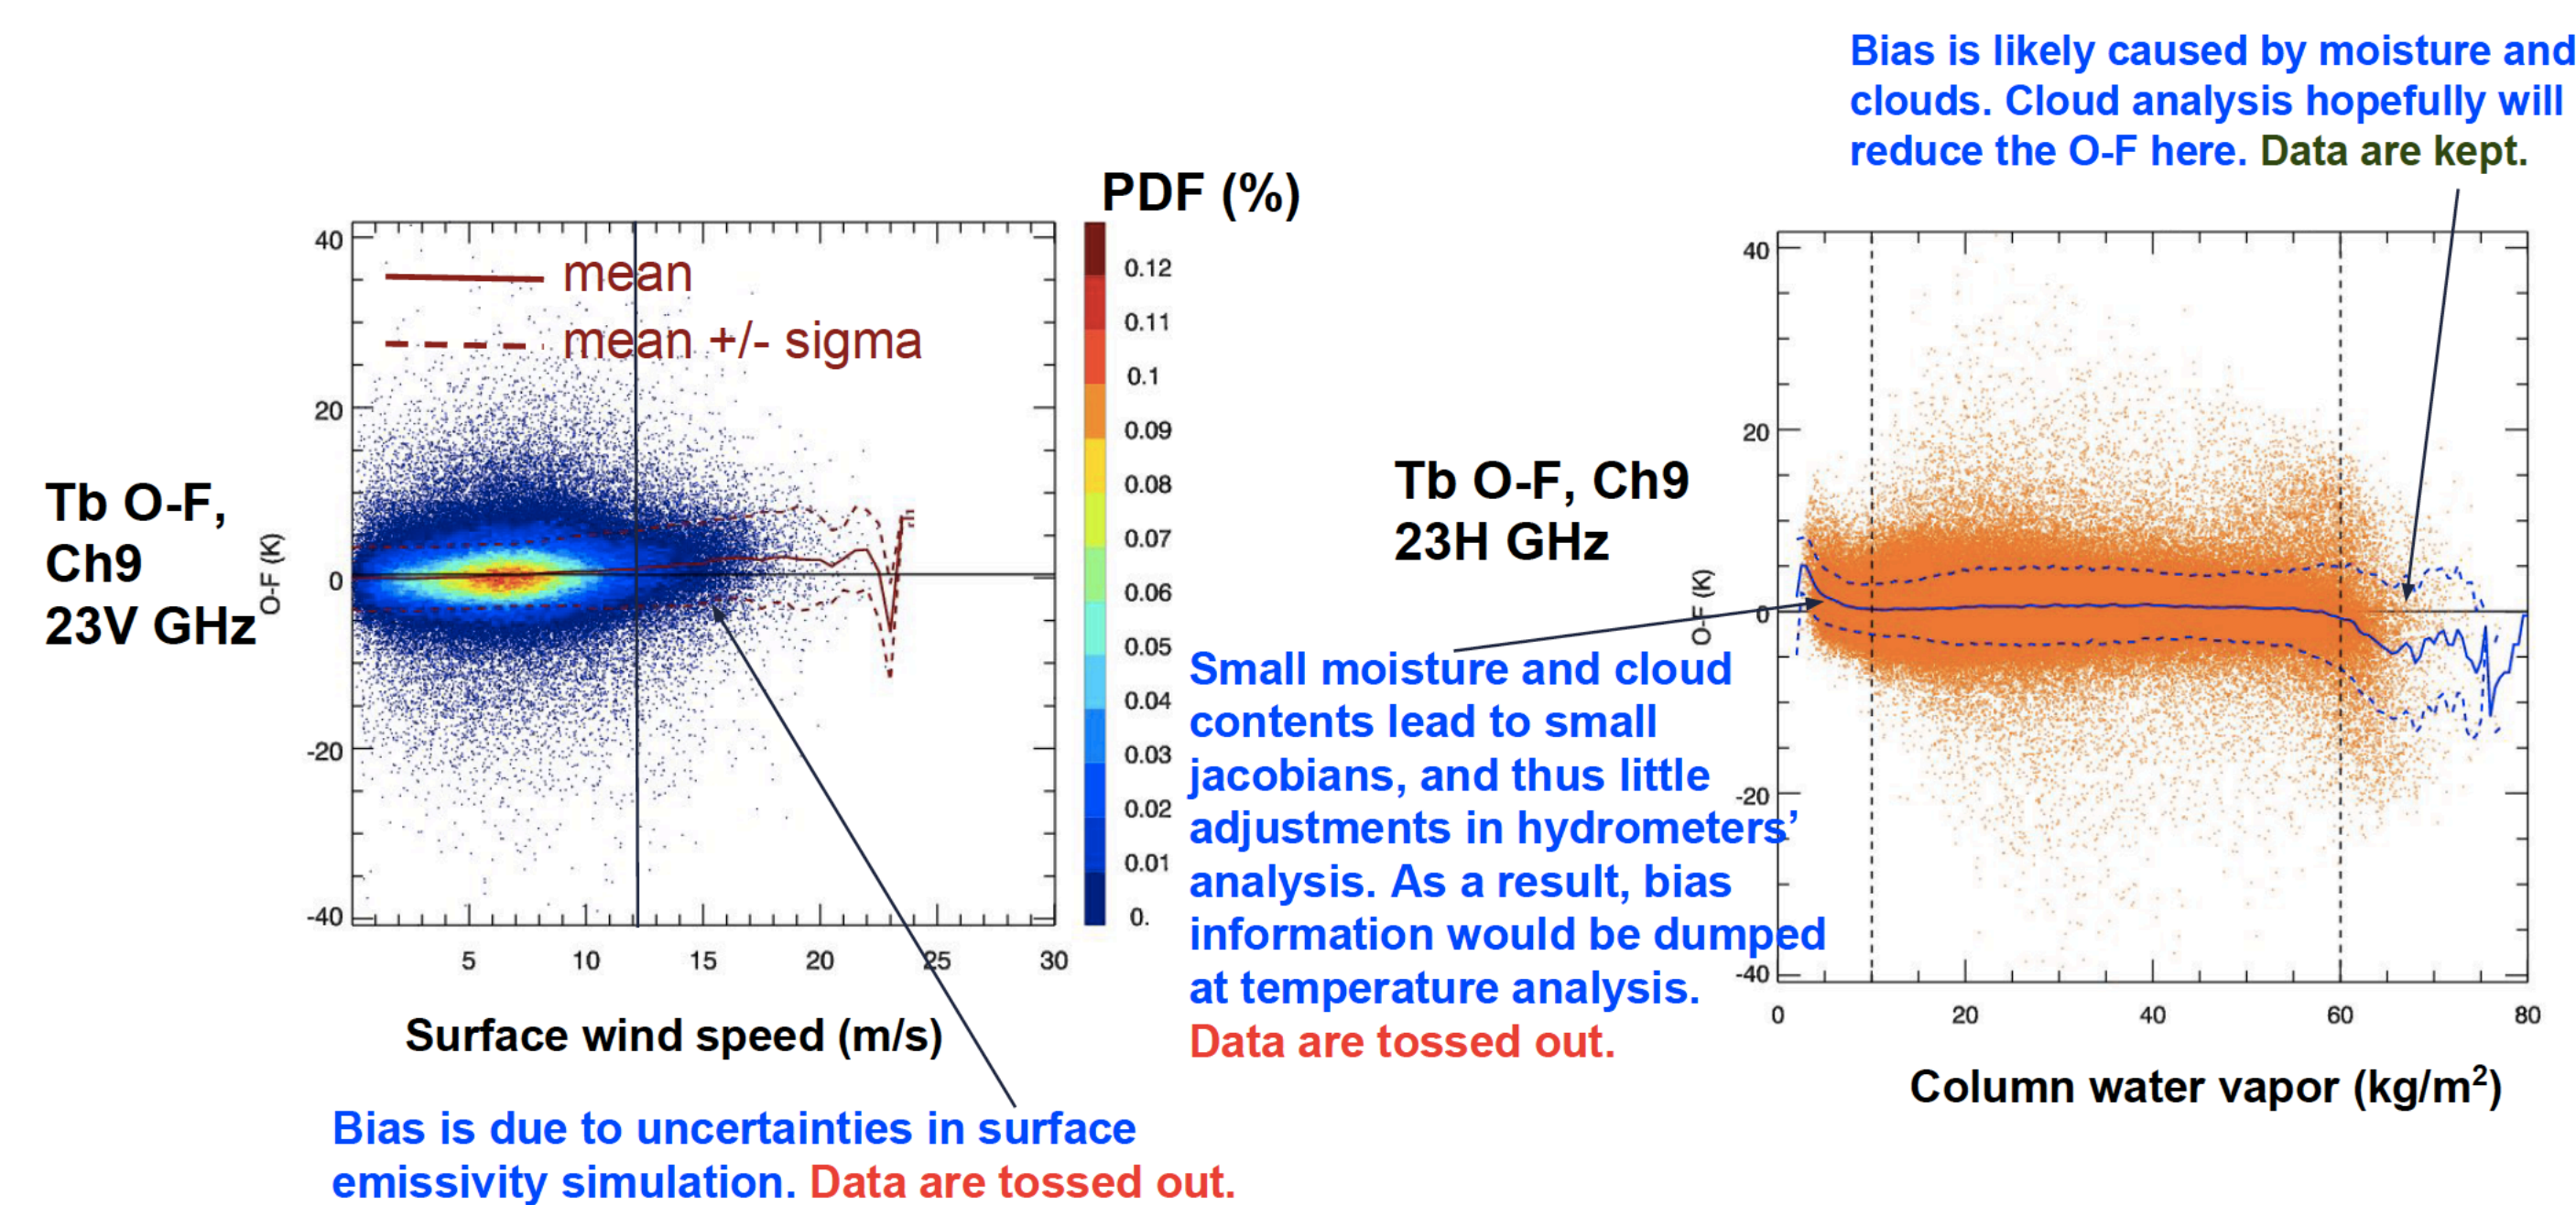 Bias is likely caused by moisture and
clouds. Cloud analysis hopefully will
reduce the O-F here. Data are kept.
PDF (%)
mean
mean +/- sigma
Tb O-F,
Ch9
23V GHz
O-F (K)
40
20
0
-20
-40
5 10 15 20 25 30
Surface wind speed (m/s)
0.12
0.11
0.1
0.09
0.08
0.07
0.06
0.05
0.04
0.03
0.02
0.01
0.
Bias is due to uncertainties in surface
emissivity simulation. Data are tossed out.
Tb O-F, Ch9
23H GHz
Small moisture and cloud
contents lead to small
jacobians, and thus little
adjustments in hydrometers’
analysis. As a result, bias
information would be dumped
at temperature analysis.
Data are tossed out.
O-F (K)
40
20
0
-20
-40
0 20 40 60 80
Column water vapor (kg/m²)